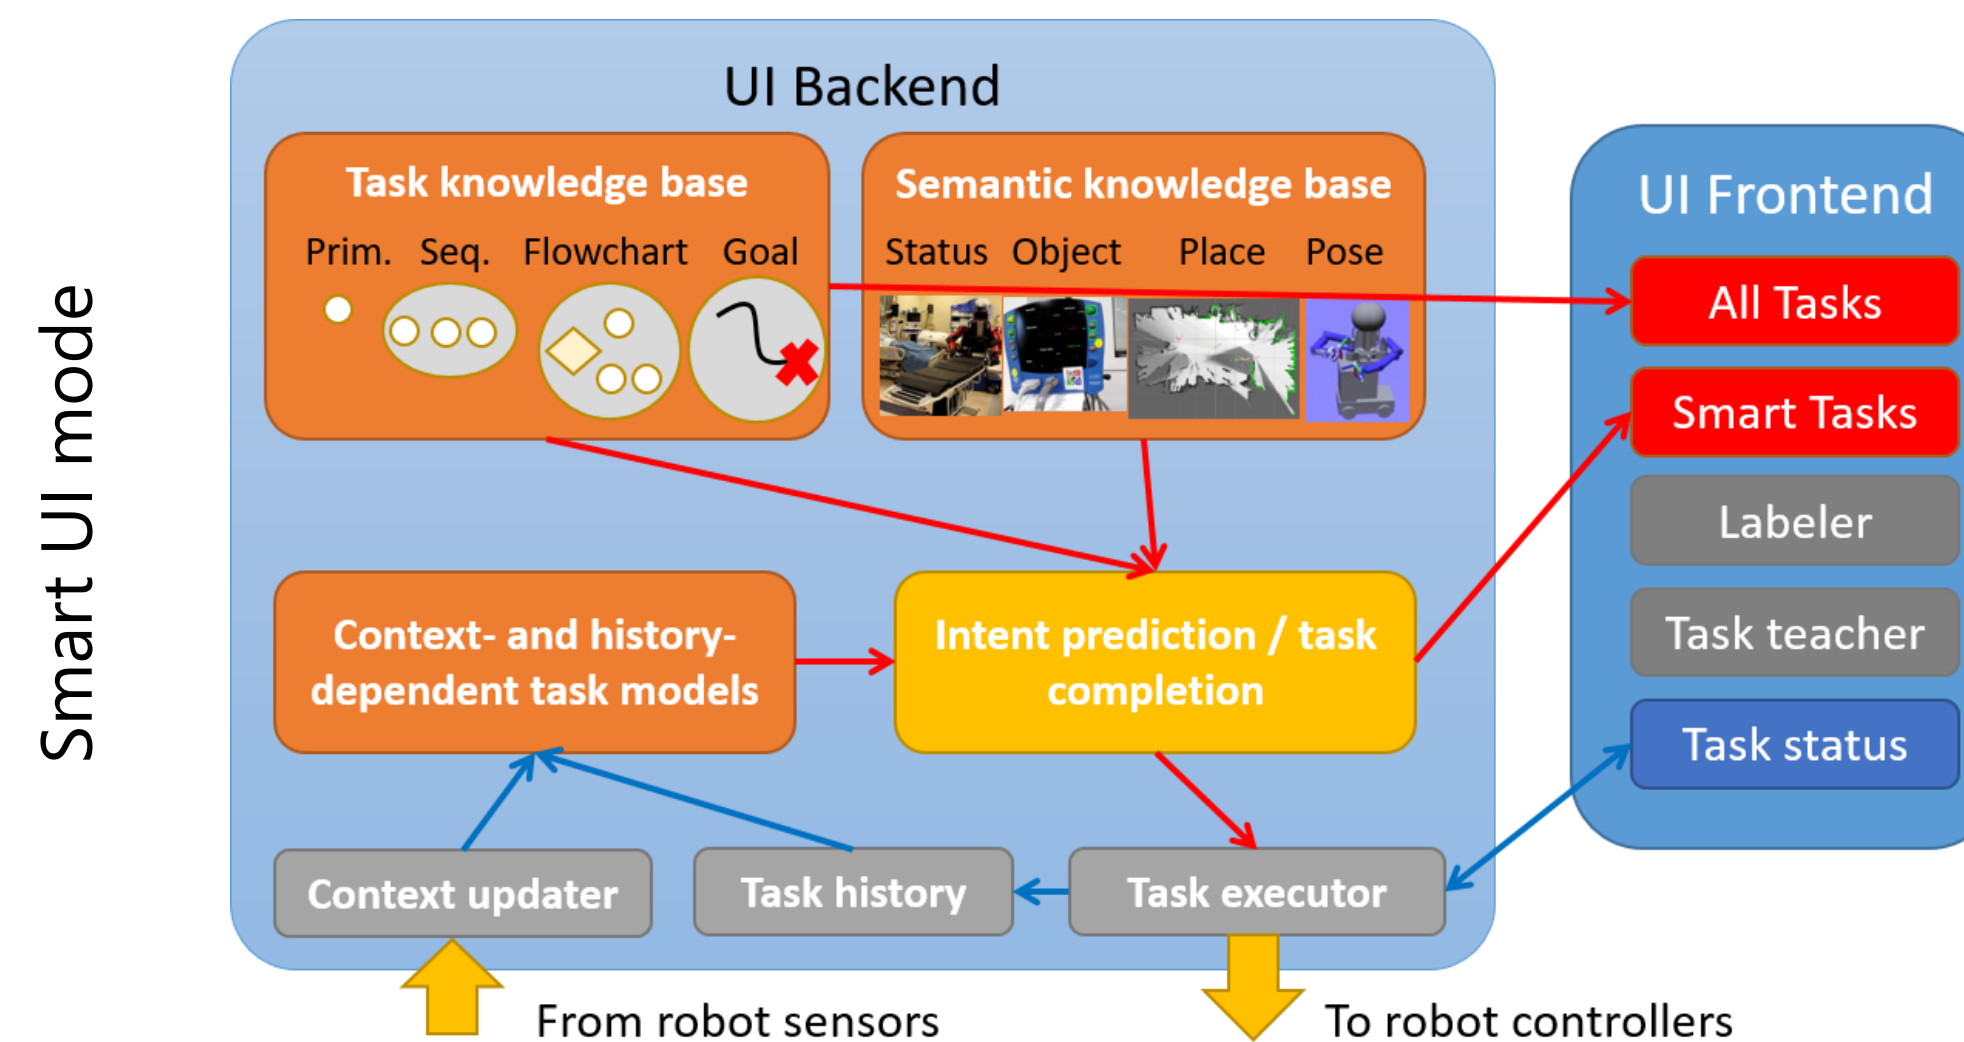 Smart UI mode
UI Backend
Task knowledge base
Prim. Seq. Flowchart Goal
Semantic knowledge base
Status Object Place Pose
Context- and history-
dependent task models
Intent prediction / task
completion
Context updater
Task history
Task executor
From robot sensors
To robot controllers
UI Frontend
All Tasks
Smart Tasks
Labeler
Task teacher
Task status